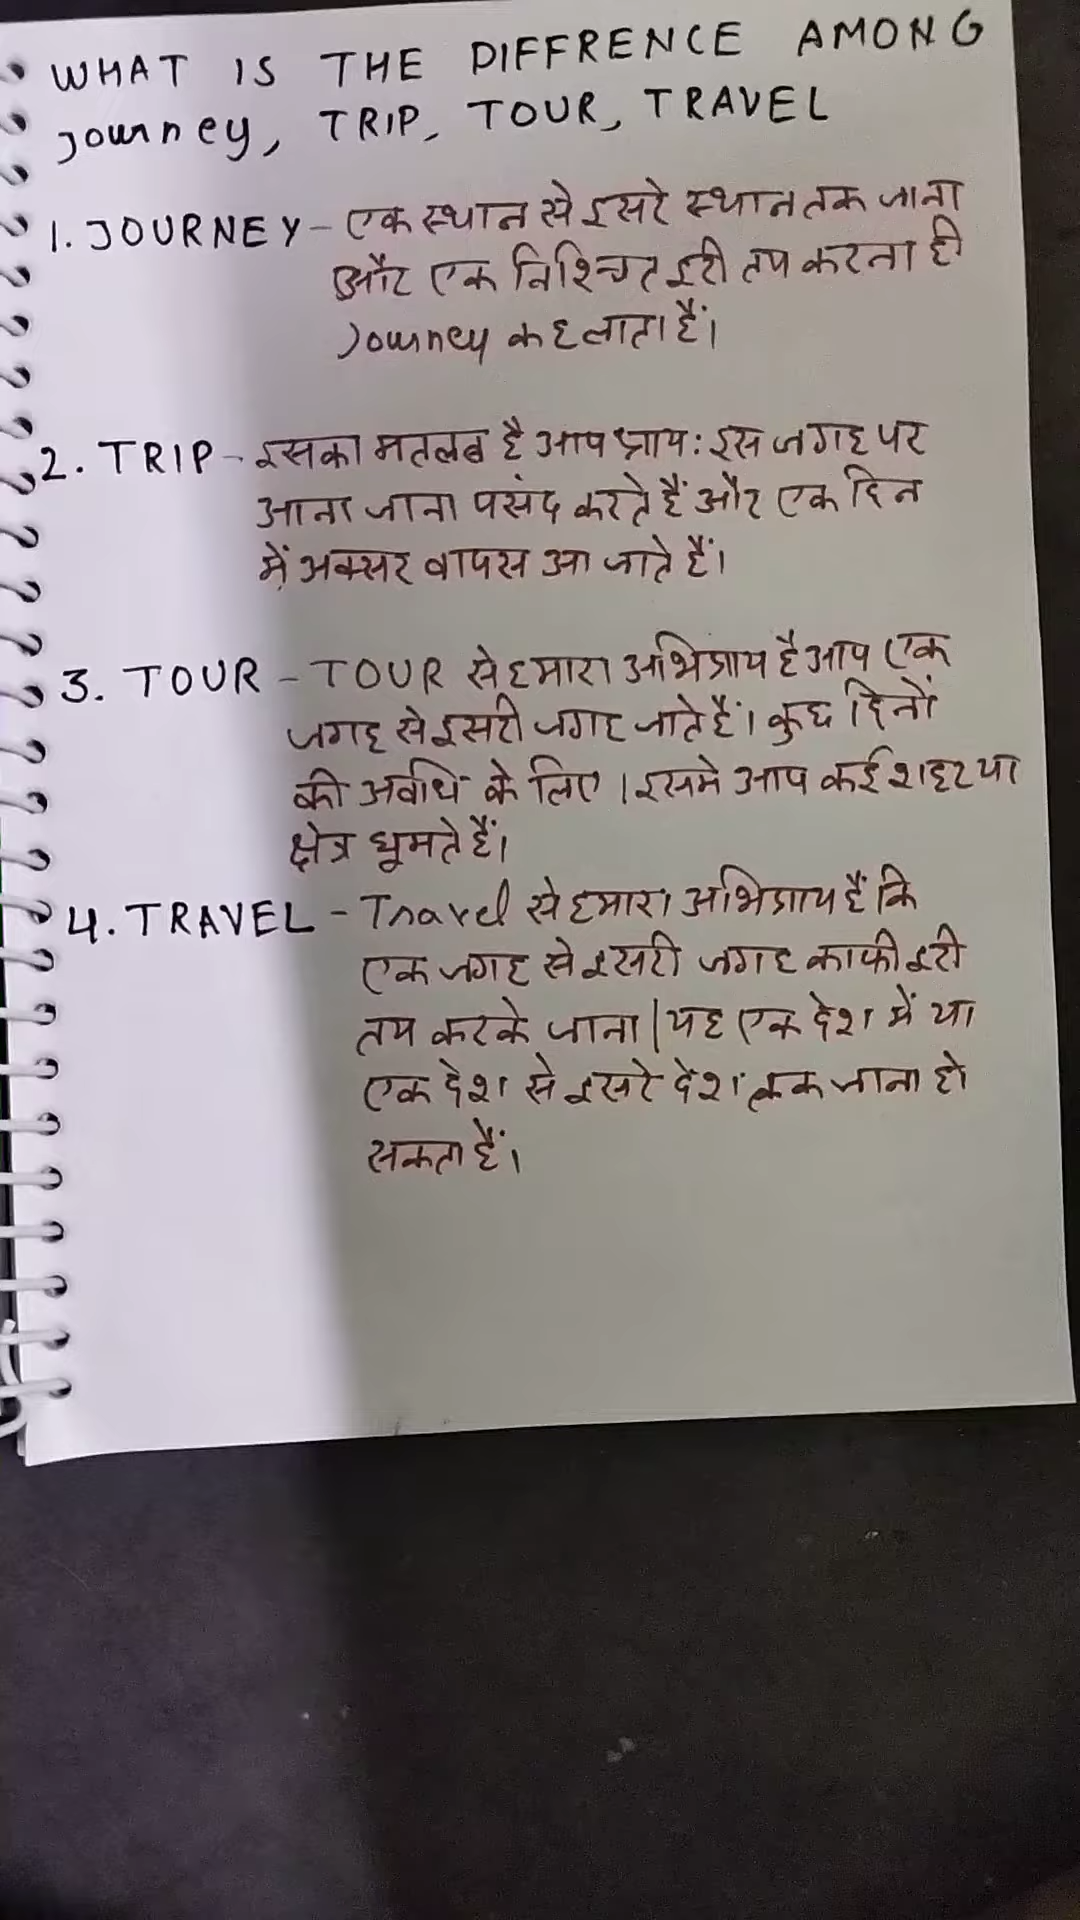 WHAT IS THE DIFFRENCE AMONG
Journey, TRIP, TOUR, TRAVEL
1. JOURNEY - एक स्थान से दूसरे स्थान तक जाना
और एक निश्चित दूरी तय करना ही
Journey कहलाता हैं।
2. TRIP - इसका मतलब है आप प्राय: इस जगह पर
आना जाना पसंद करते हैं और एक दिन
में अक्सर वापस आ जाते हैं।
3. TOUR - TOUR से हमारा अभिप्राय है आप एक
जगह से दूसरी जगह जाते हैं। कुछ दिनों
की अवधि के लिए। इसमे आप कई शहर या
क्षेत्र घूमते हैं।
4. TRAVEL - Travel से हमारा अभिप्राय हैं कि
एक जगह से दूसरी जगह काफी दूरी
तय करके जाना | यह एक देश में या
एक देश से दूसरे देश तक जाना हो
सकता हैं।